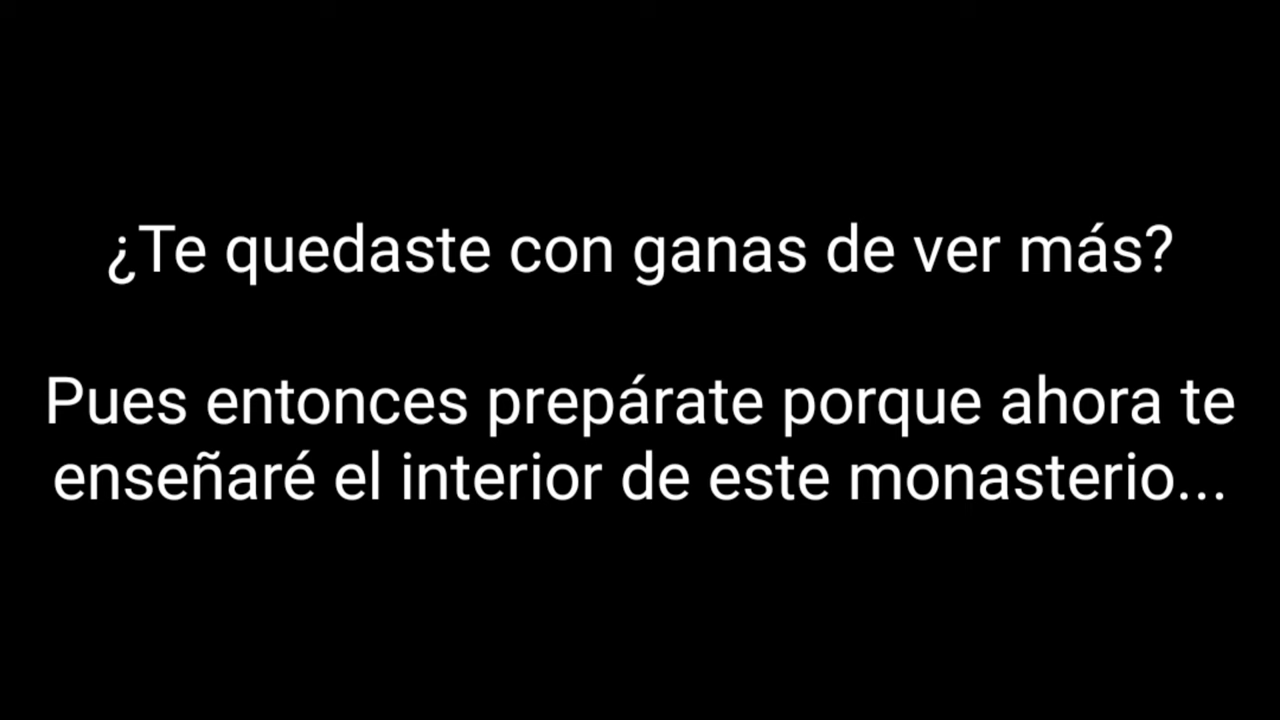 ¿Te quedaste con ganas de ver más?
Pues entonces prepárate porque ahora te
enseñaré el interior de este monasterio...